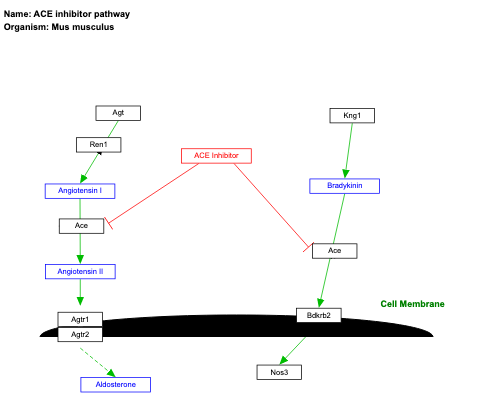 Name: ACE inhibitor pathway
Organism: Mus musculus
Agt
Kng1
Ren1
ACE Inhibitor
Angiotensin I
Bradykinin
Ace
Ace
Angiotensin II
Cell Membrane
Agtr1
Bdkrb2
Agtr2
Nos3
Aldosterone